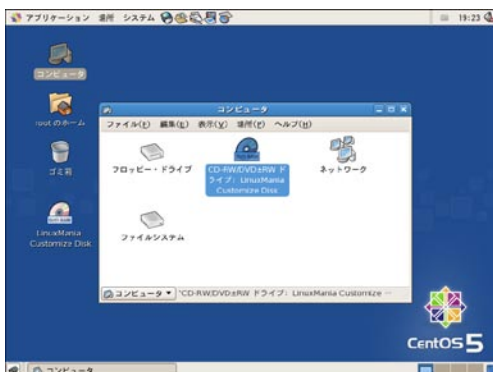 アプリケーション 場所 システム
19:23
コンピュータ
root のホーム
ゴミ箱
LinuxMania
Customize Disk
コンピュータ
ファイル(F) 編集(E) 表示(V) 場所(P) ヘルプ(H)
フロッピー・ドライブ
CD-RW/DVD±RW ド
ライブ: LinuxMania
Customize Disk
ネットワーク
ファイルシステム
コンピュータ
"CD-RW/DVD±RW ドライブ: LinuxMania Customize ...
CentOS 5
コンピュータ